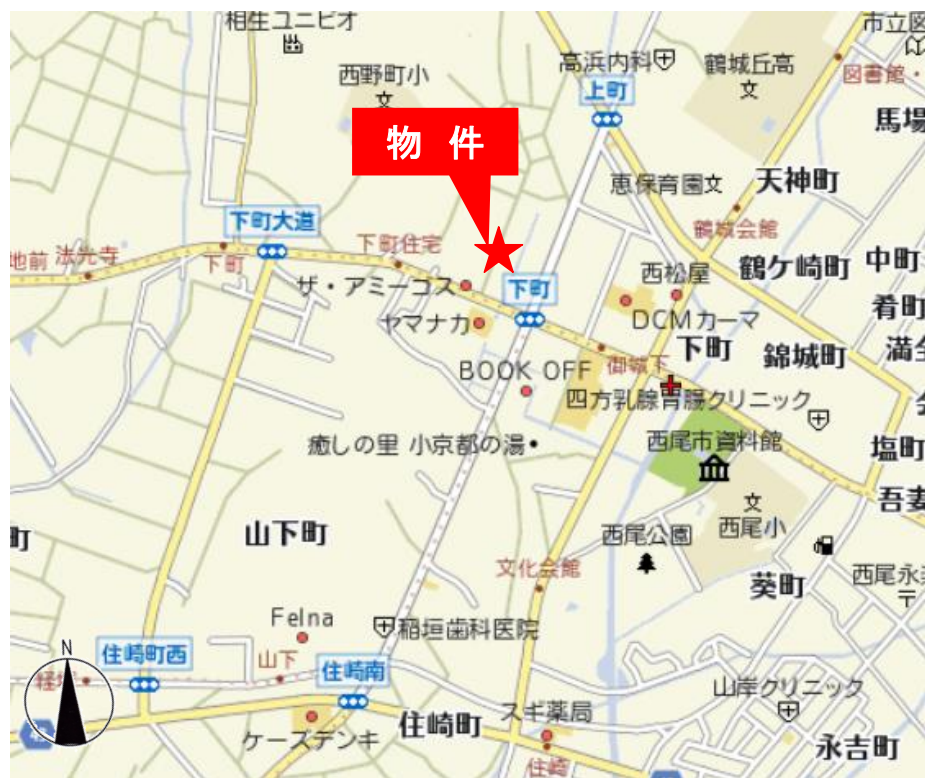 相生ユニビオ
市立図
高浜内科
鶴城丘高
西野町小
図書館・
上町
馬場
物 件
恵保育園
天神町
下町大道
鶴城会館
下町住宅
地前
法光寺
下町
西松屋
鶴ケ崎町
中町
ザ・アミーゴス
下町
肴町
ヤマナカ
DCMカーマ
下町
錦城町
満全
御城下
BOOK OFF
四方乳腺胃腸クリニック
癒しの里 小京都の湯
西尾市資料館
塩町
吾妻
西尾小
山下町
町
西尾公園
文化会館
葵町
西尾永楽
Felna
稲垣歯科医院
N
住崎町西
山下
住崎南
山岸クリニック
スギ薬局
住崎町
ケーズデンキ
永吉町
住崎